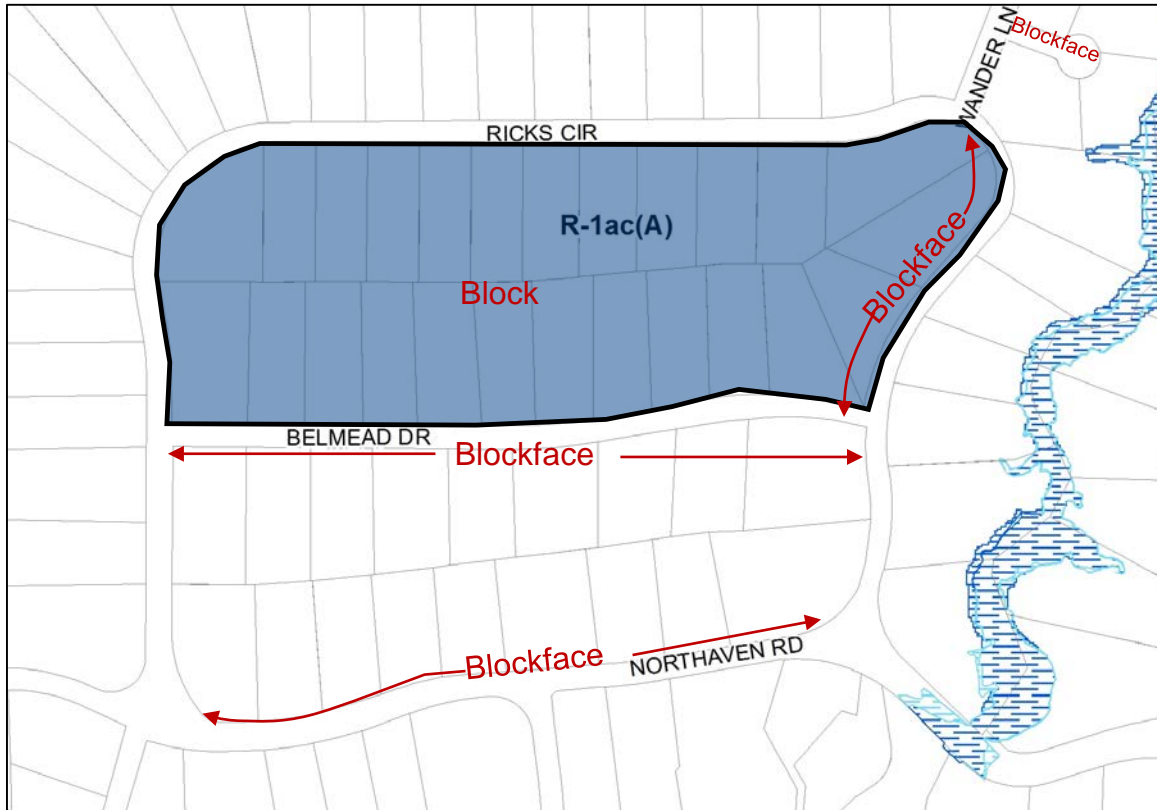 WANDER LN
Blockface
RICKS CIR
R-1ac(A)
Block
Blockface
BELMEAD DR
Blockface
Blockface
NORTHAVEN RD